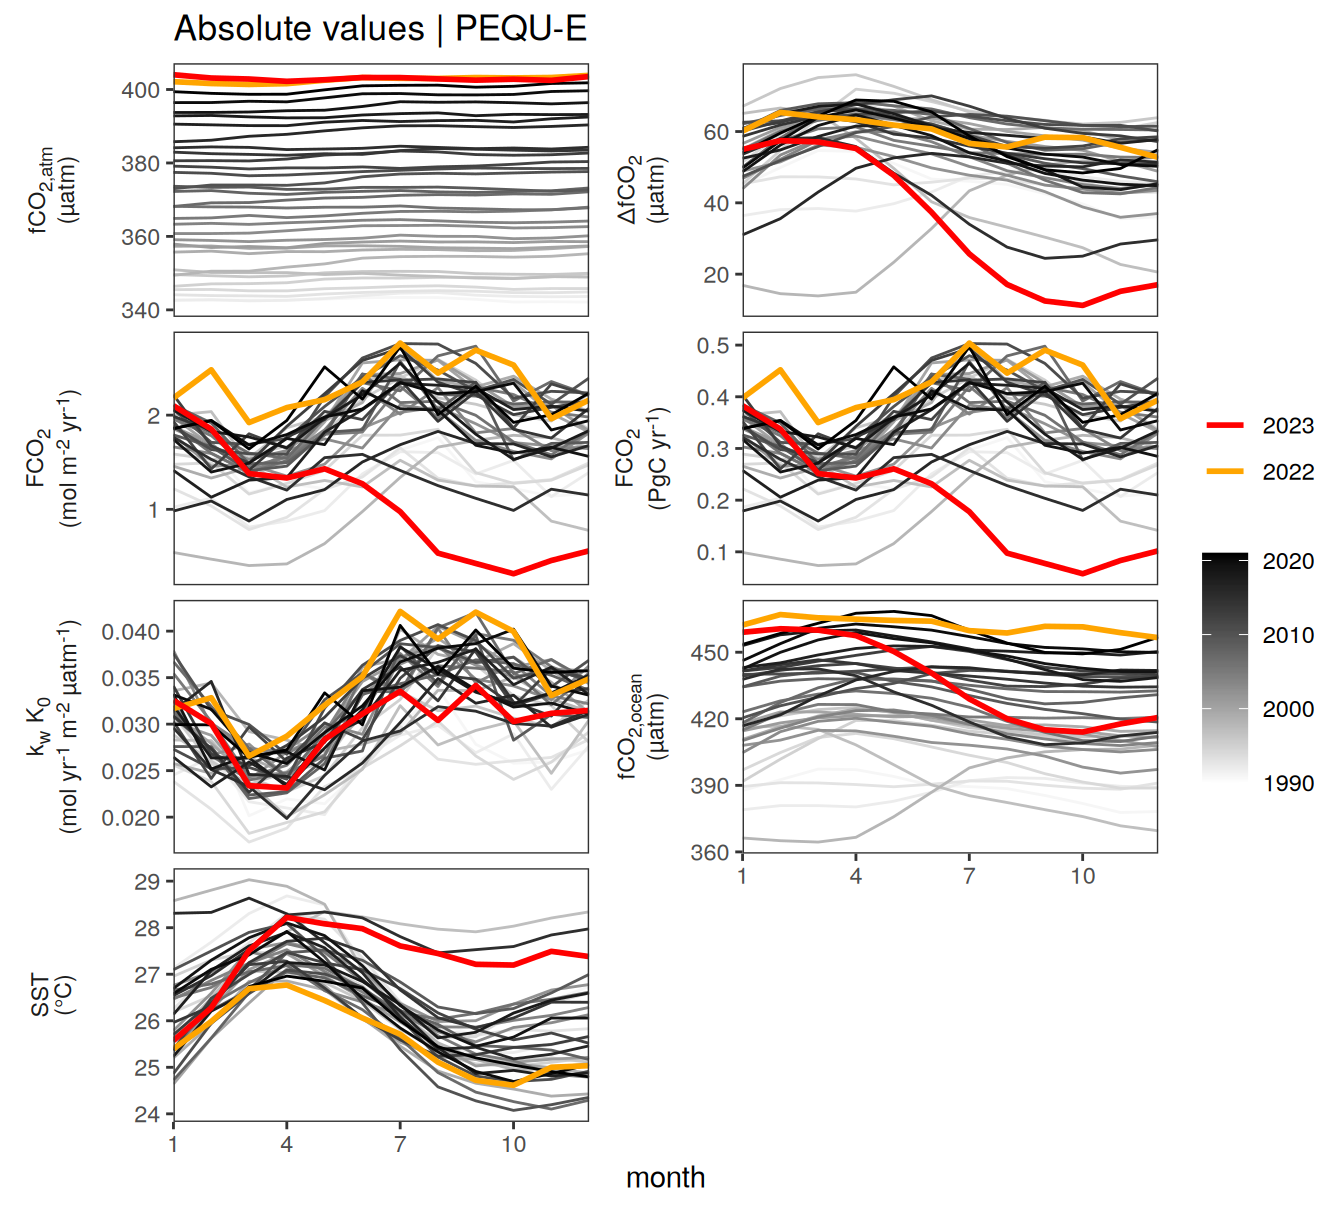 Absolute values | PEQU-E
fCO2,atm
(µatm)
400
380
360
340
ΔfCO2
(µatm)
60
40
20
FCO2
(mol m-2 yr-1)
2
1
FCO2
(PgC yr-1)
0.5
0.4
0.3
0.2
0.1
kw K0
(mol yr-1 m-2 µatm-1)
0.040
0.035
0.030
0.025
0.020
fCO2,ocean
(µatm)
450
420
390
360
1 4 7 10
SST
(°C)
29
28
27
26
25
24
1 4 7 10
month
2023
2022
2020
2010
2000
1990